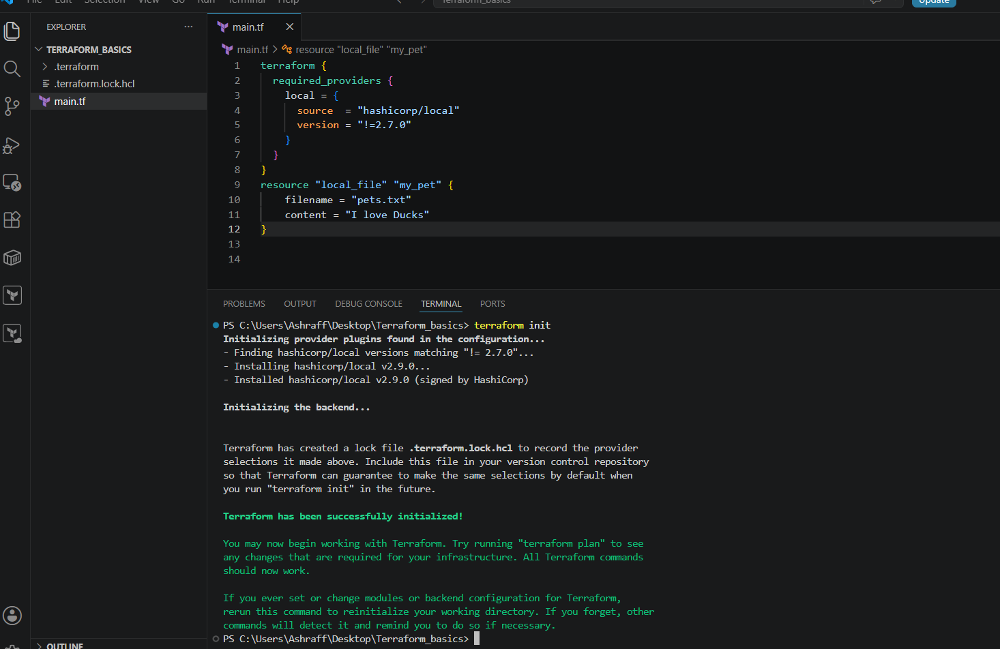 File Edit Selection View Go Run Terminal Help
Terraform_basics
Update
EXPLORER
TERRAFORM_BASICS
.terraform
.terraform.lock.hcl
main.tf
OUTLINE
main.tf
main.tf > resource "local_file" "my_pet"
1 terraform {
2 required_providers {
3 local = {
4 source = "hashicorp/local"
5 version = "!=2.7.0"
6 }
7 }
8 }
9 resource "local_file" "my_pet" {
10 filename = "pets.txt"
11 content = "I love Ducks"
12 }
13
14
PROBLEMS OUTPUT DEBUG CONSOLE TERMINAL PORTS
PS C:\Users\Ashraff\Desktop\Terraform_basics> terraform init
Initializing provider plugins found in the configuration...
- Finding hashicorp/local versions matching "!= 2.7.0"...
- Installing hashicorp/local v2.9.0...
- Installed hashicorp/local v2.9.0 (signed by HashiCorp)
Initializing the backend...
Terraform has created a lock file .terraform.lock.hcl to record the provider
selections it made above. Include this file in your version control repository
so that Terraform can guarantee to make the same selections by default when
you run "terraform init" in the future.
Terraform has been successfully initialized!
You may now begin working with Terraform. Try running "terraform plan" to see
any changes that are required for your infrastructure. All Terraform commands
should now work.
If you ever set or change modules or backend configuration for Terraform,
rerun this command to reinitialize your working directory. If you forget, other
commands will detect it and remind you to do so if necessary.
PS C:\Users\Ashraff\Desktop\Terraform_basics>